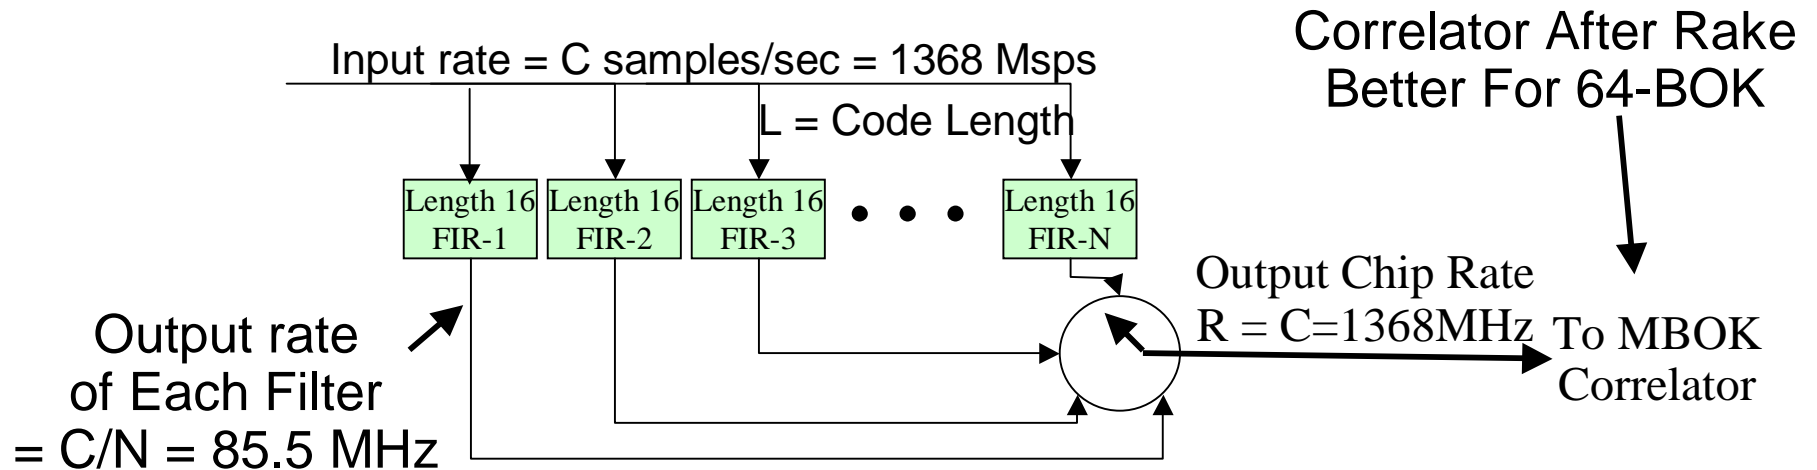 Correlator After Rake
Better For 64-BOK
Input rate = C samples/sec = 1368 Msps
L = Code Length
Length 16
FIR-1
Length 16
FIR-2
Length 16
FIR-3
• • •
Length 16
FIR-N
Output Chip Rate
R = C=1368MHz
To MBOK
Correlator
Output rate
of Each Filter
= C/N = 85.5 MHz